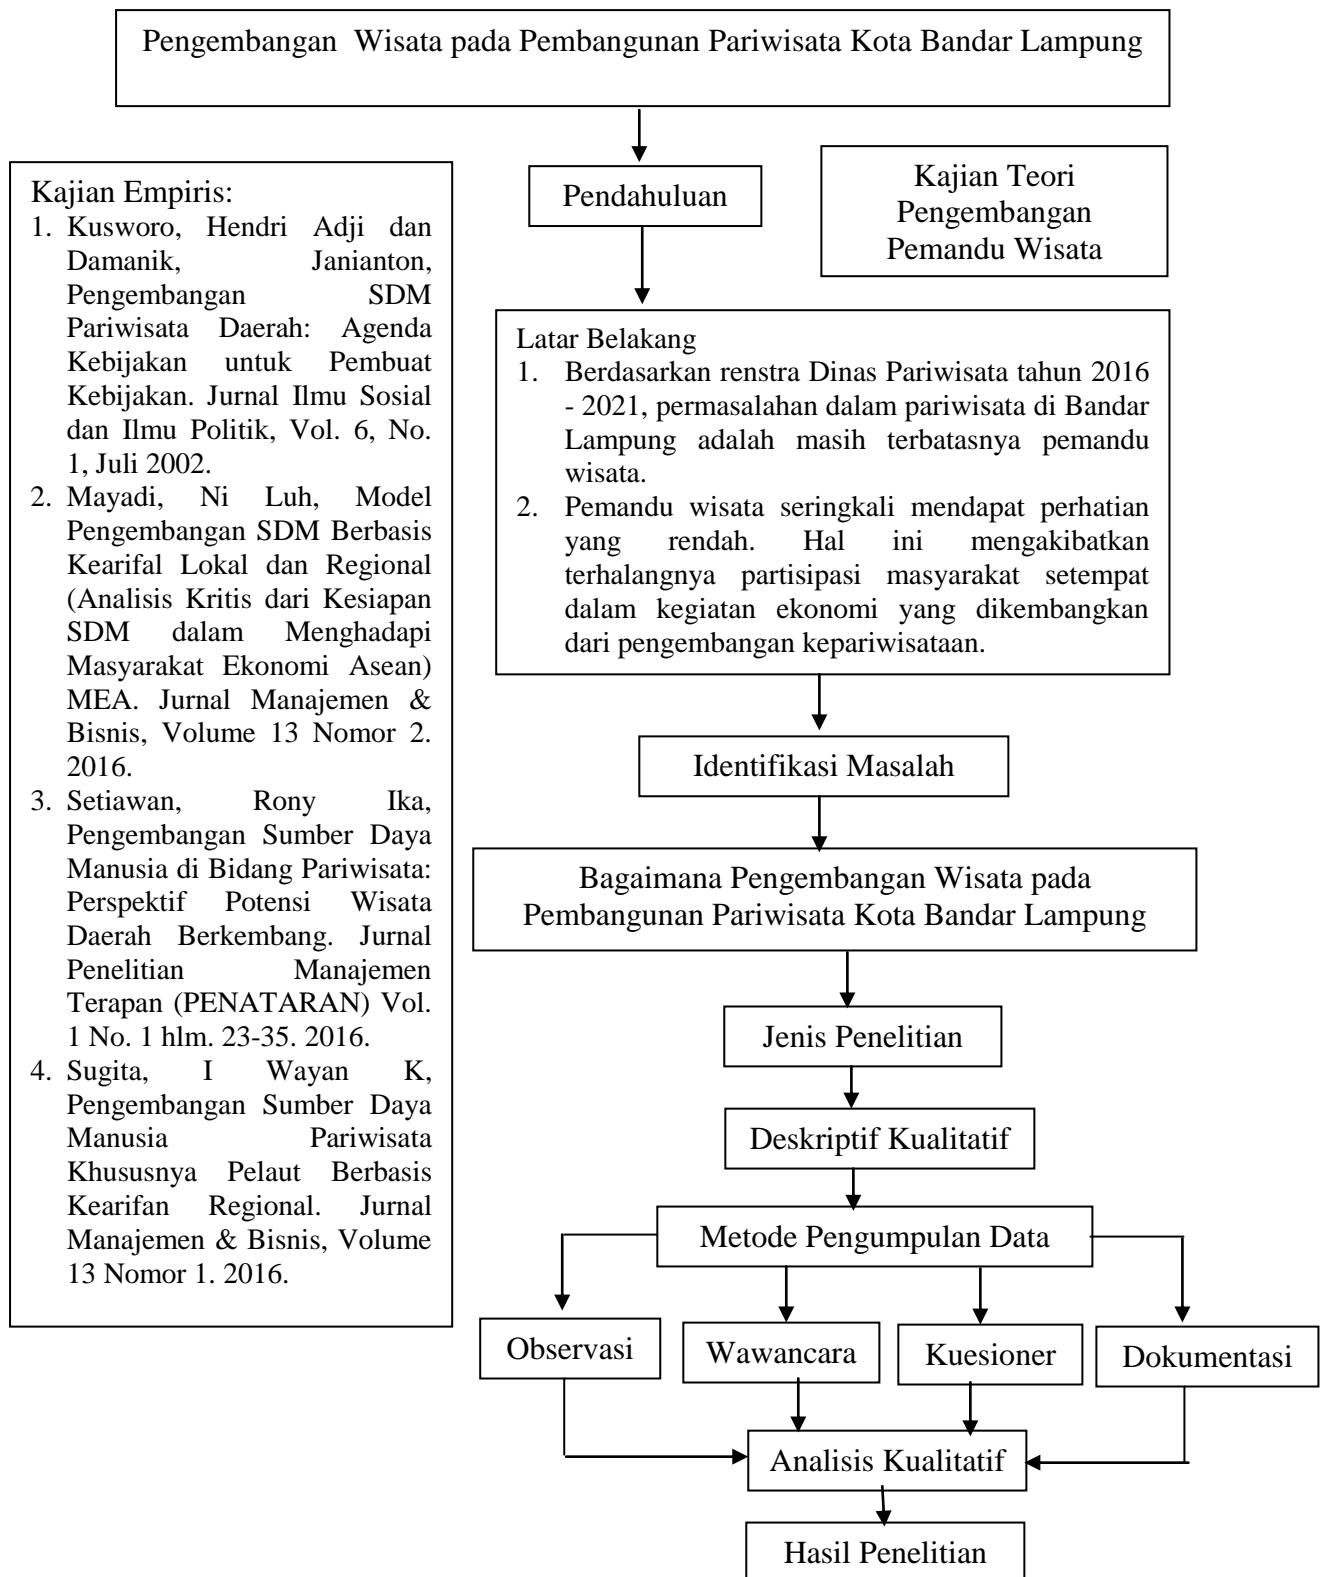 Pengembangan Wisata pada Pembangunan Pariwisata Kota Bandar Lampung
Pendahuluan
Kajian Teori
Pengembangan
Pemandu Wisata
Kajian Empiris:
1. Kusworo, Hendri Adji dan
Damanik, Janianton,
Pengembangan SDM
Pariwisata Daerah: Agenda
Kebijakan untuk Pembuat
Kebijakan. Jurnal Ilmu Sosial
dan Ilmu Politik, Vol. 6, No.
1, Juli 2002.
2. Mayadi, Ni Luh, Model
Pengembangan SDM Berbasis
Kearifal Lokal dan Regional
(Analisis Kritis dari Kesiapan
SDM dalam Menghadapi
Masyarakat Ekonomi Asean)
MEA. Jurnal Manajemen &
Bisnis, Volume 13 Nomor 2.
2016.
3. Setiawan, Rony Ika,
Pengembangan Sumber Daya
Manusia di Bidang Pariwisata:
Perspektif Potensi Wisata
Daerah Berkembang. Jurnal
Penelitian Manajemen
Terapan (PENATARAN) Vol.
1 No. 1 hlm. 23-35. 2016.
4. Sugita, I Wayan K,
Pengembangan Sumber Daya
Manusia Pariwisata
Khususnya Pelaut Berbasis
Kearifan Regional. Jurnal
Manajemen & Bisnis, Volume
13 Nomor 1. 2016.
Latar Belakang
1. Berdasarkan renstra Dinas Pariwisata tahun 2016
- 2021, permasalahan dalam pariwisata di Bandar
Lampung adalah masih terbatasnya pemandu
wisata.
2. Pemandu wisata seringkali mendapat perhatian
yang rendah. Hal ini mengakibatkan
terhalangnya partisipasi masyarakat setempat
dalam kegiatan ekonomi yang dikembangkan
dari pengembangan kepariwisataan.
Identifikasi Masalah
Bagaimana Pengembangan Wisata pada
Pembangunan Pariwisata Kota Bandar Lampung
Jenis Penelitian
Deskriptif Kualitatif
Metode Pengumpulan Data
Observasi
Wawancara
Kuesioner
Dokumentasi
Analisis Kualitatif
Hasil Penelitian